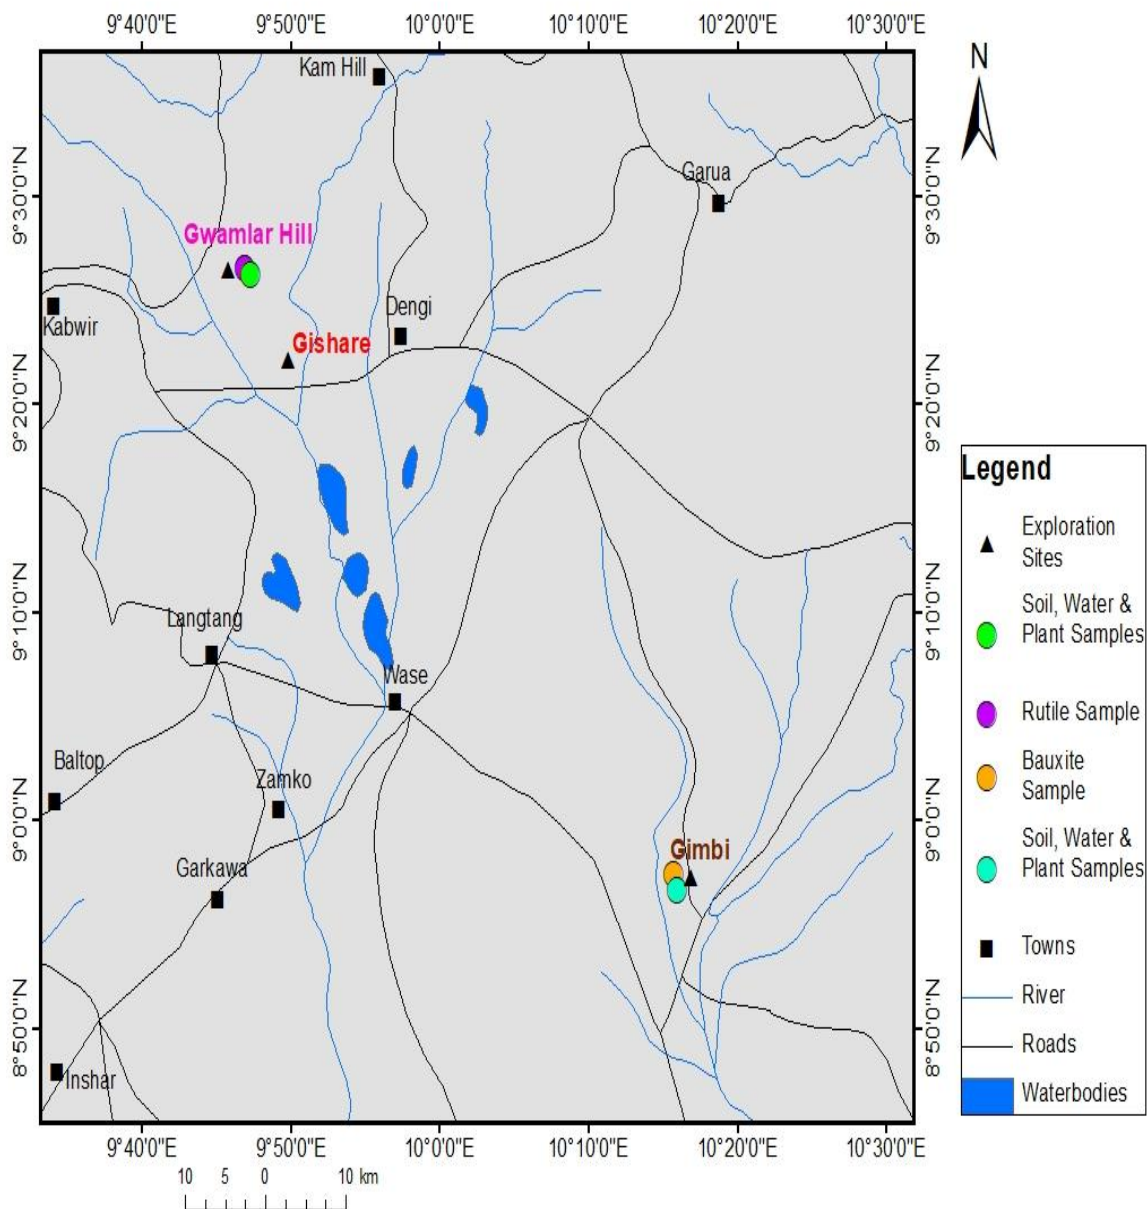 9°40'0"E 9°50'0"E 10°0'0"E 10°10'0"E 10°20'0"E 10°30'0"E
N
Kam Hill
Garua
9°30'0"N 9°30'0"N
Gwamlar Hill
Dengi
Kabwir
Gishare
9°20'0"N 9°20'0"N
Legend
Exploration
Sites
Soil, Water &
Plant Samples
Rutile Sample
Bauxite
Sample
Soil, Water &
Plant Samples
Towns
River
Roads
Waterbodies
9°10'0"N 9°10'0"N
Langtang
Wase
Baltop
Zamko
9°0'0"N 9°0'0"N
Gimbi
Garkawa
8°50'0"N 8°50'0"N
Inshar
9°40'0"E 9°50'0"E 10°0'0"E 10°10'0"E 10°20'0"E 10°30'0"E
10 5 0 10 km